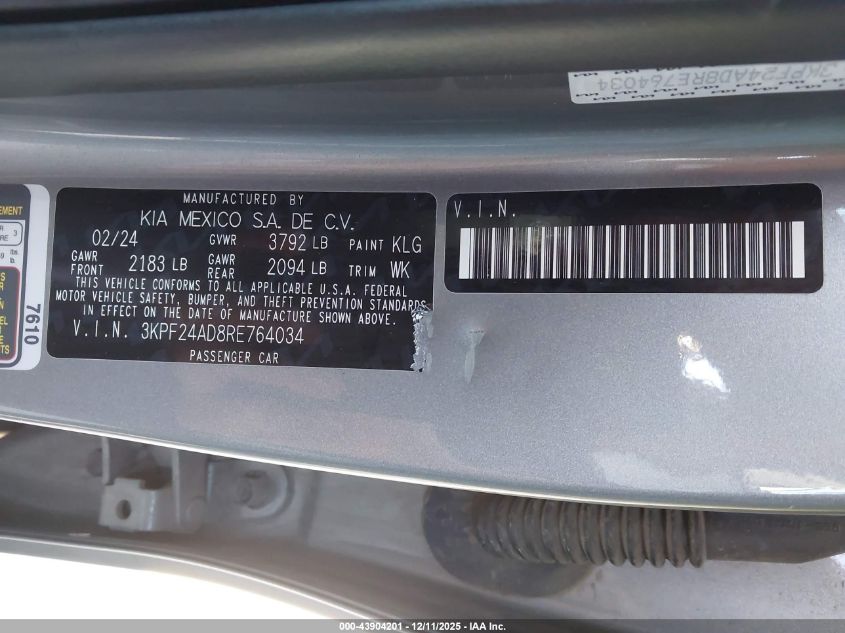 3KPF24AD8RE764034
MANUFACTURED BY
KIA MEXICO S.A. DE C.V.
02/24 GVWR 3792 LB PAINT KLG
GAWR FRONT 2183 LB GAWR REAR 2094 LB TRIM WK
THIS VEHICLE CONFORMS TO ALL APPLICABLE U.S.A. FEDERAL
MOTOR VEHICLE SAFETY, BUMPER, AND THEFT PREVENTION STANDARDS
IN EFFECT ON THE DATE OF MANUFACTURE SHOWN ABOVE.
V.I.N. 3KPF24AD8RE764034
PASSENGER CAR
V.I.N.
7610
000-43904201 - 12/11/2025 - IAA Inc.